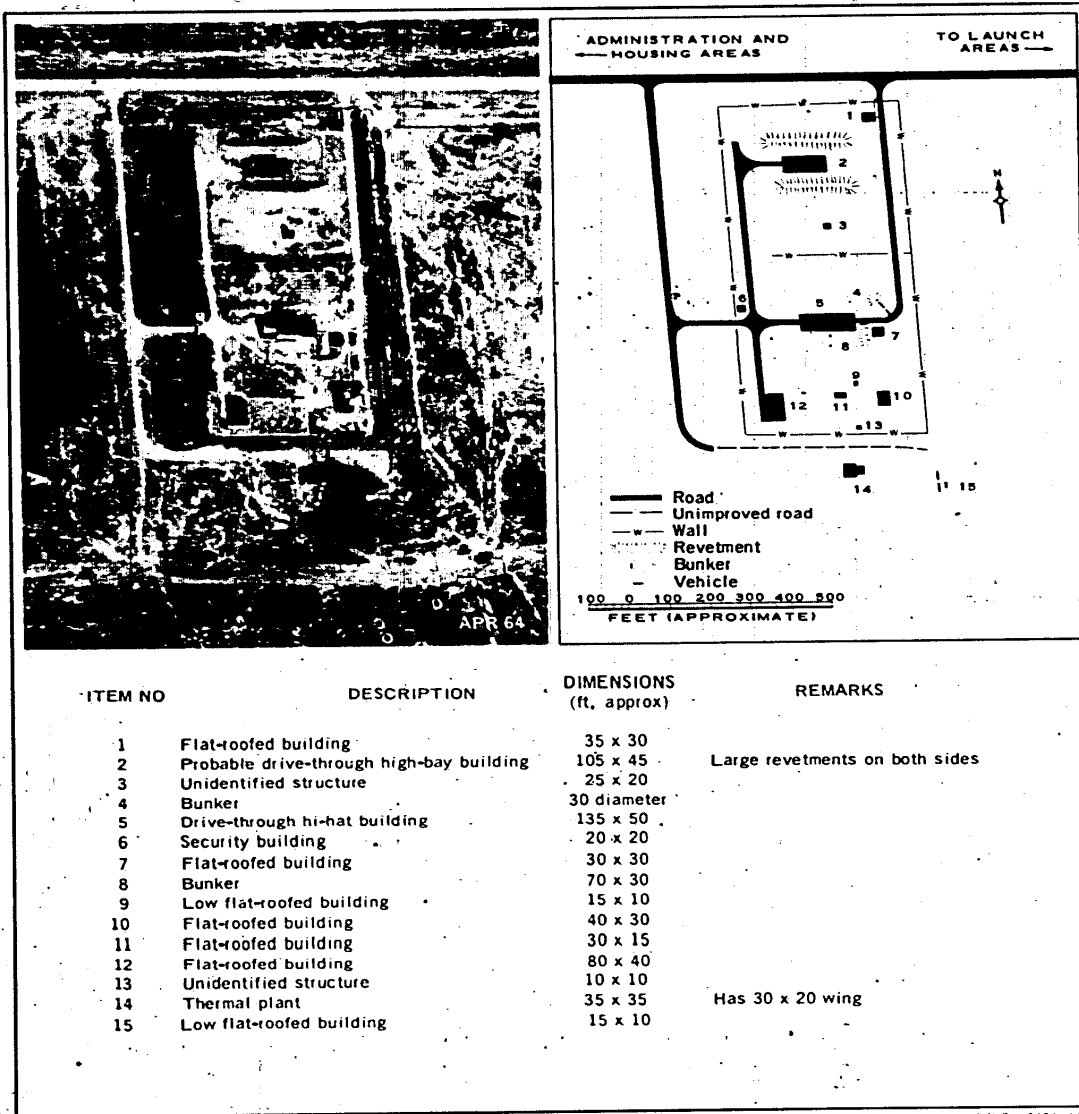 APR 64
ADMINISTRATION AND
HOUSING AREAS
TO LAUNCH
AREAS
N
W W
1
2
3
4
5
6
7
8
9
10
11
12
13
14
15
Road
Unimproved road
W Wall
Revetment
Bunker
Vehicle
100 0 100 200 300 400 500
FEET (APPROXIMATE)
ITEM NO DESCRIPTION DIMENSIONS (ft, approx) REMARKS
1 Flat-roofed building 35 x 30
2 Probable drive-through high-bay building 105 x 45 Large revetments on both sides
3 Unidentified structure 25 x 20
4 Bunker 30 diameter
5 Drive-through hi-hat building 135 x 50
6 Security building 20 x 20
7 Flat-roofed building 30 x 30
8 Bunker 70 x 30
9 Low flat-roofed building 15 x 10
10 Flat-roofed building 40 x 30
11 Flat-roofed building 30 x 15
12 Flat-roofed building 80 x 40
13 Unidentified structure 10 x 10
14 Thermal plant 35 x 35 Has 30 x 20 wing
15 Low flat-roofed building 15 x 10